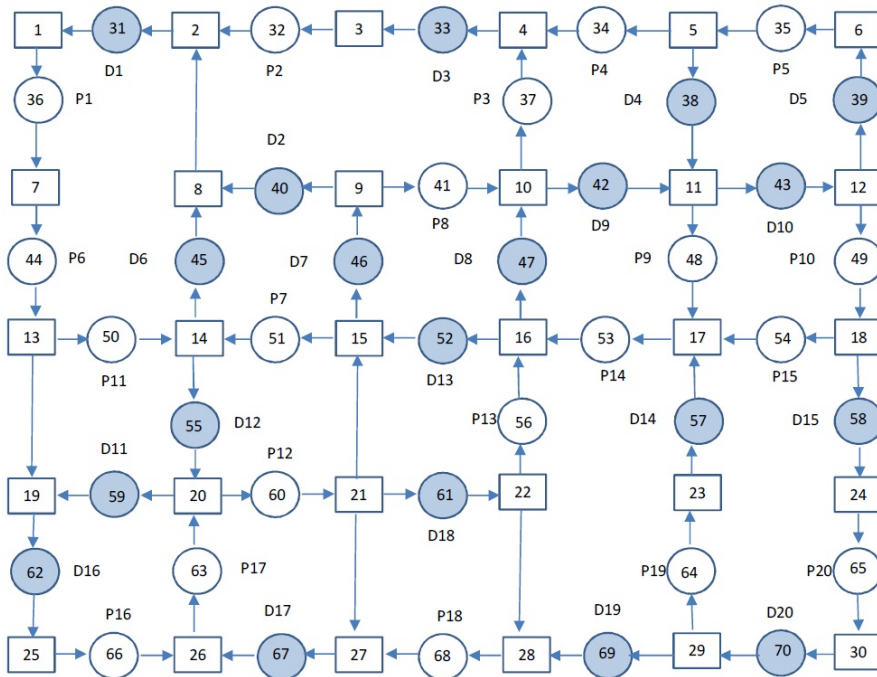 1 31 2 32 3 33 4 34 5 35 6
D1 P2 D3 P4 P5
36 P1 P3 37 D4 38 D5 39
D2
7 8 40 9 41 10 42 11 43 12
P8 D9 D10
44 P6 D6 45 D7 46 D8 47 P9 48 P10 49
P7
13 50 14 51 15 52 16 53 17 54 18
P11 D13 P14 P15
55 D12 P13 56 D14 57 D15 58
D11 P12
19 59 20 60 21 61 22 23 24
D18
62 D16 63 P17 P19 64 P20 65
P16 D17 P18 D19 D20
25 66 26 67 27 68 28 69 29 70 30